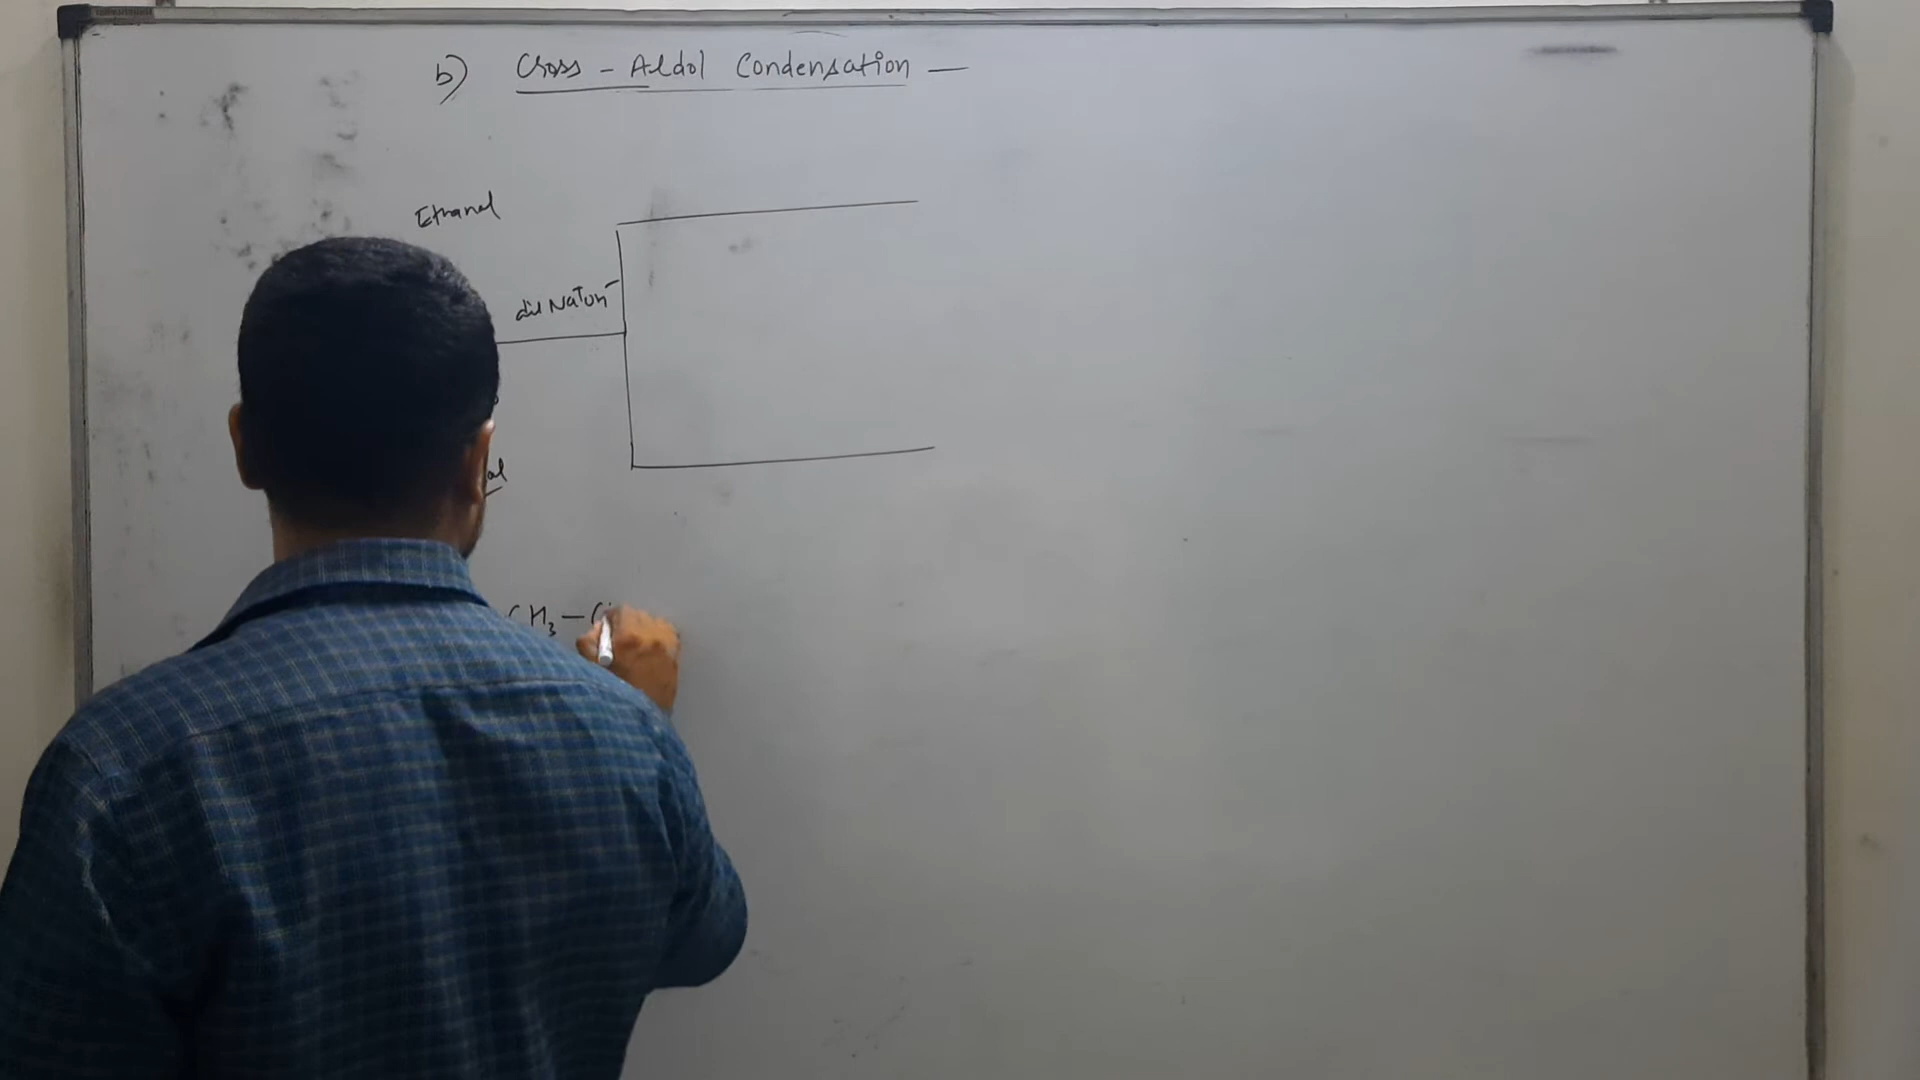 b) Cross - Aldol Condensation —
Ethanal
dil NaOH
al
CH₃ — C